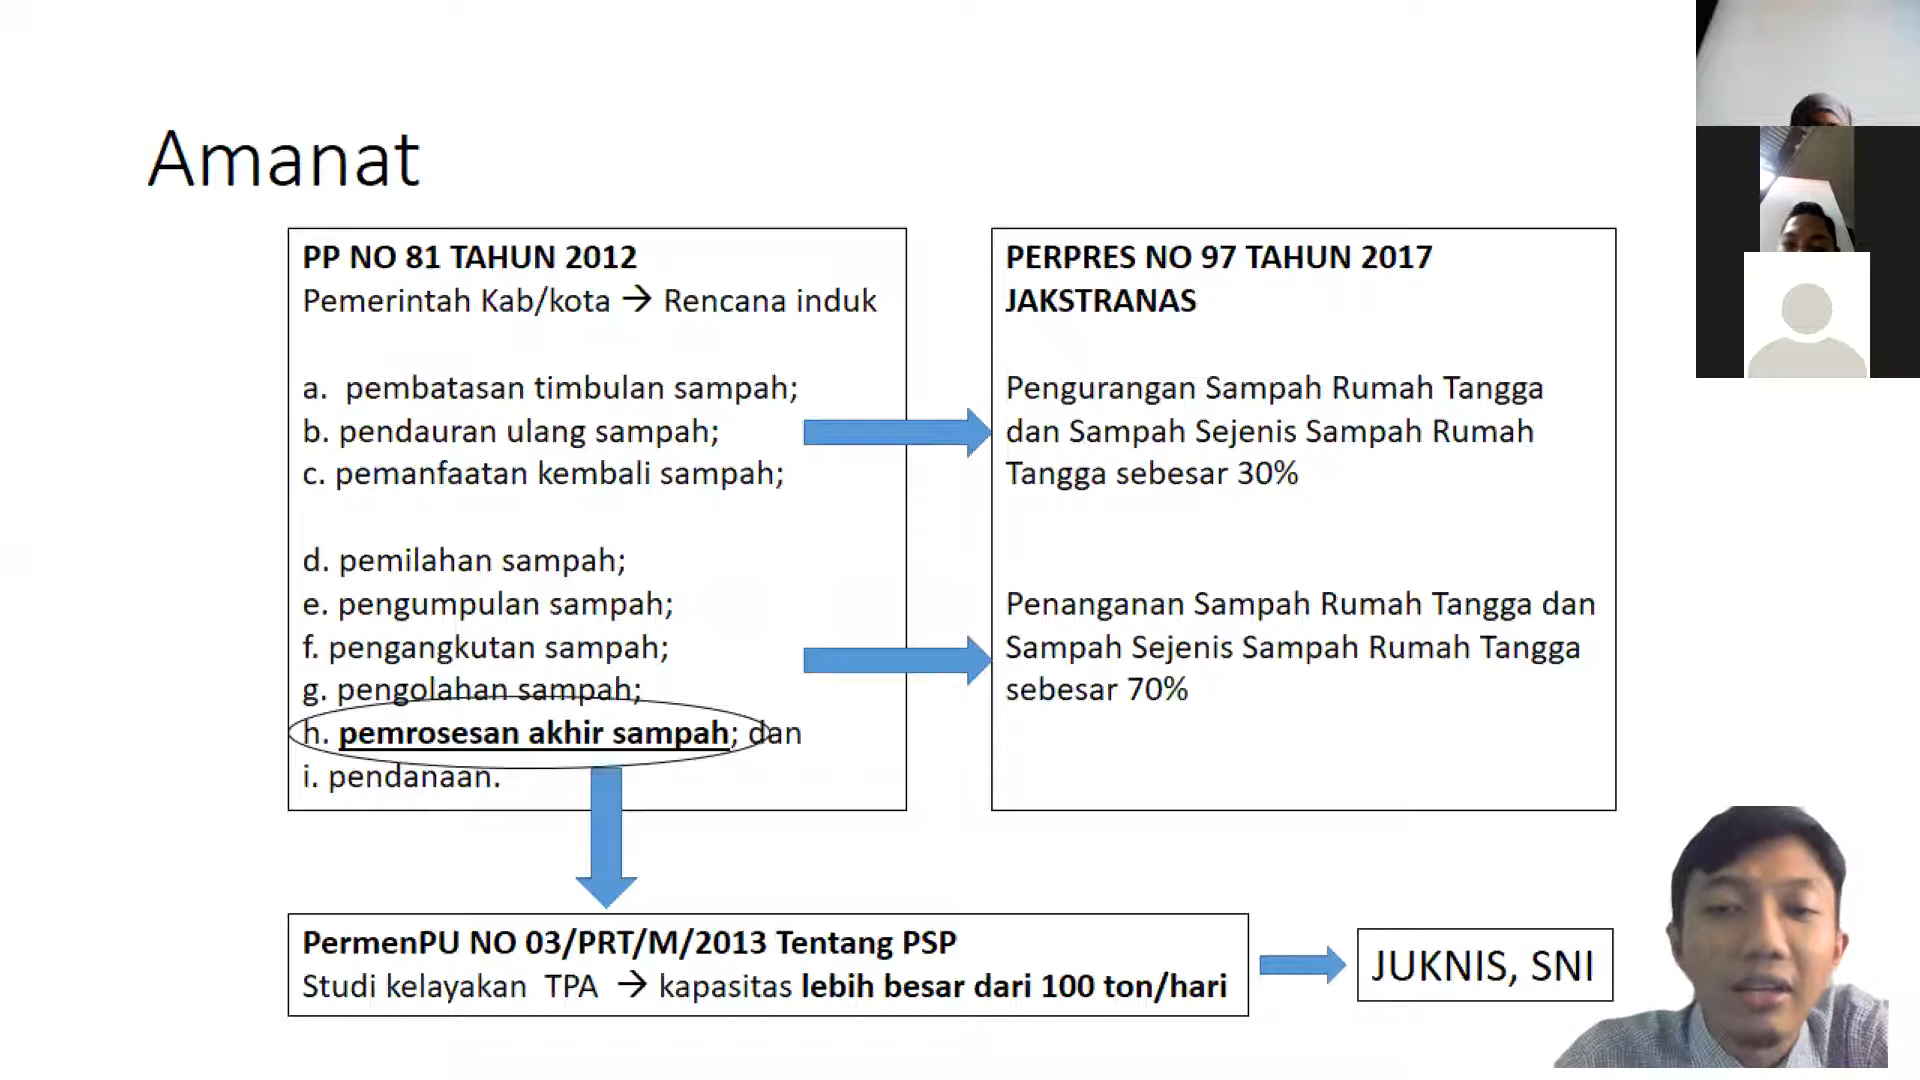 Amanat
PP NO 81 TAHUN 2012
Pemerintah Kab/kota → Rencana induk
a. pembatasan timbulan sampah;
b. pendauran ulang sampah;
c. pemanfaatan kembali sampah;
d. pemilahan sampah;
e. pengumpulan sampah;
f. pengangkutan sampah;
g. pengolahan sampah;
h. pemrosesan akhir sampah; dan
i. pendanaan.
PERPRES NO 97 TAHUN 2017
JAKSTRANAS
Pengurangan Sampah Rumah Tangga
dan Sampah Sejenis Sampah Rumah
Tangga sebesar 30%
Penanganan Sampah Rumah Tangga dan
Sampah Sejenis Sampah Rumah Tangga
sebesar 70%
PermenPU NO 03/PRT/M/2013 Tentang PSP
Studi kelayakan TPA → kapasitas lebih besar dari 100 ton/hari
JUKNIS, SNI